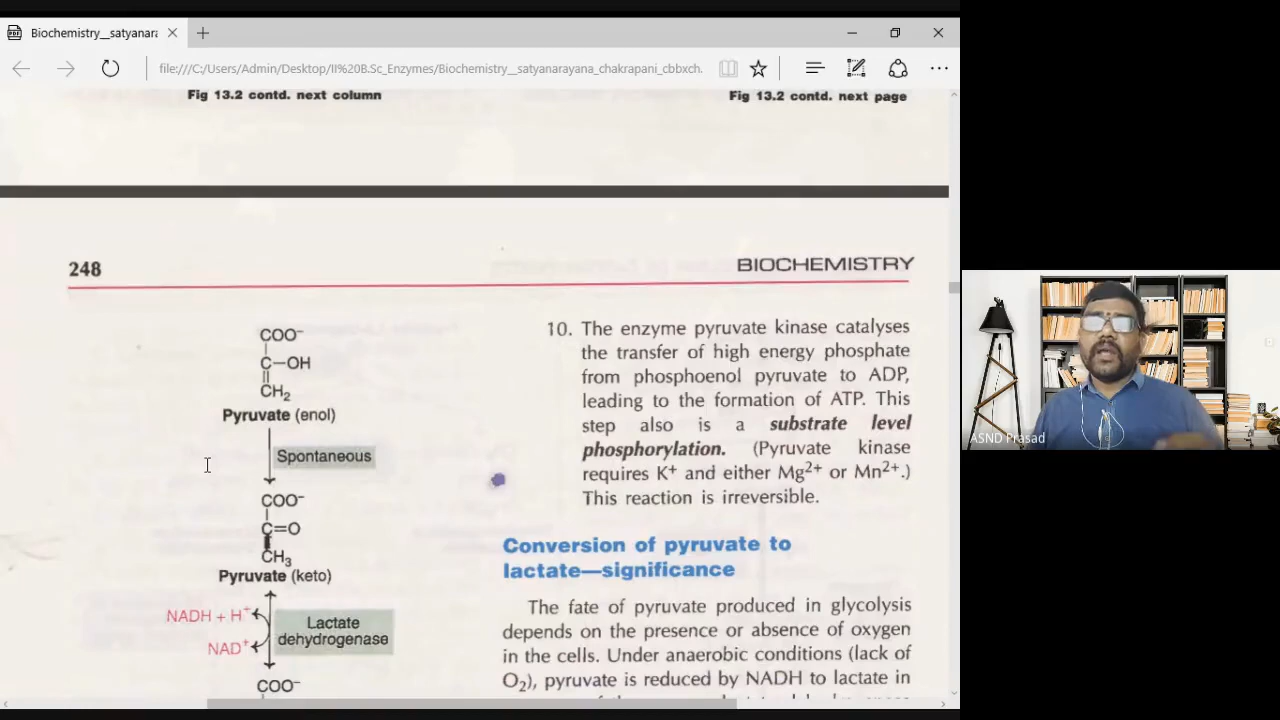 Biochemistry__satyanara
file:///C:/Users/Admin/Desktop/II%20B.Sc_Enzymes/Biochemistry__satyanarayana_chakrapani_cbbxch.
Fig 13.2 contd. next column
Fig 13.2 contd. next page
248
BIOCHEMISTRY
COO⁻
C–OH
CH₂
Pyruvate (enol)
Spontaneous
COO⁻
C=O
CH₃
Pyruvate (keto)
NADH + H⁺
NAD⁺
Lactate
dehydrogenase
COO⁻
10. The enzyme pyruvate kinase catalyses
the transfer of high energy phosphate
from phosphoenol pyruvate to ADP,
leading to the formation of ATP. This
step also is a substrate level
phosphorylation. (Pyruvate kinase
requires K⁺ and either Mg²⁺ or Mn²⁺.)
This reaction is irreversible.
Conversion of pyruvate to
lactate—significance
The fate of pyruvate produced in glycolysis
depends on the presence or absence of oxygen
in the cells. Under anaerobic conditions (lack of
O₂), pyruvate is reduced by NADH to lactate in
ASND Prasad